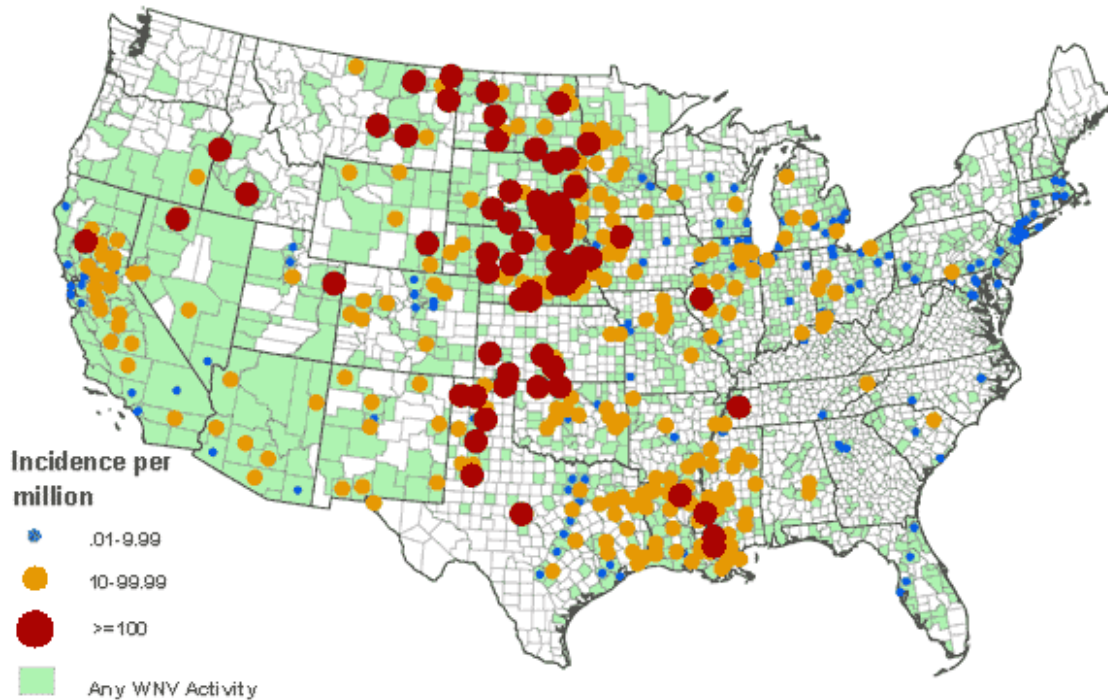 Incidence per
million
.01-9.99
10-99.99
>=100
Any WNV Activity